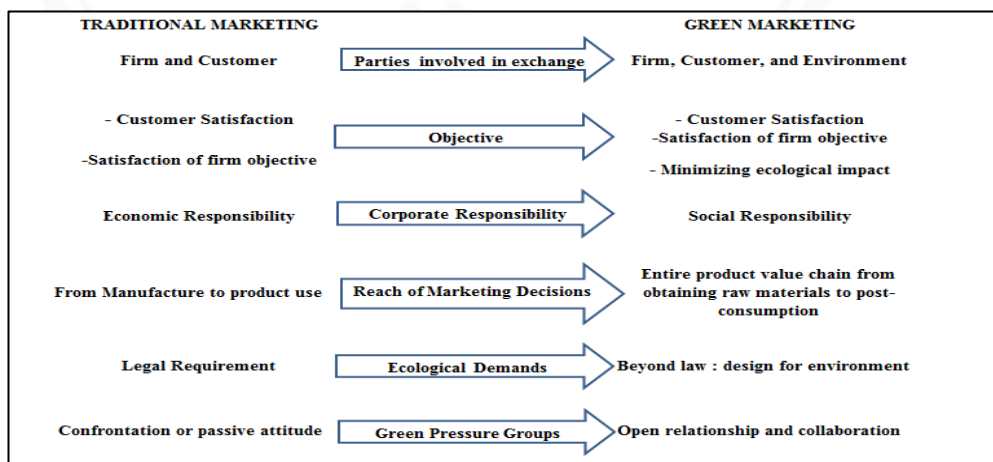 TRADITIONAL MARKETING
GREEN MARKETING
Firm and Customer
Parties involved in exchange
Firm, Customer, and Environment
- Customer Satisfaction
-Satisfaction of firm objective
Objective
- Customer Satisfaction
-Satisfaction of firm objective
- Minimizing ecological impact
Economic Responsibility
Corporate Responsibility
Social Responsibility
From Manufacture to product use
Reach of Marketing Decisions
Entire product value chain from
obtaining raw materials to post-
consumption
Legal Requirement
Ecological Demands
Beyond law : design for environment
Confrontation or passive attitude
Green Pressure Groups
Open relationship and collaboration